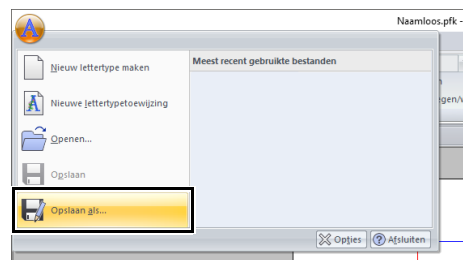 Naamloos.pfk -
Meest recent gebruikte bestanden
Nieuw lettertype maken
Nieuwe lettertypetoewijzing
Openen...
Opslaan
Opslaan als...
Opties
Afsluiten